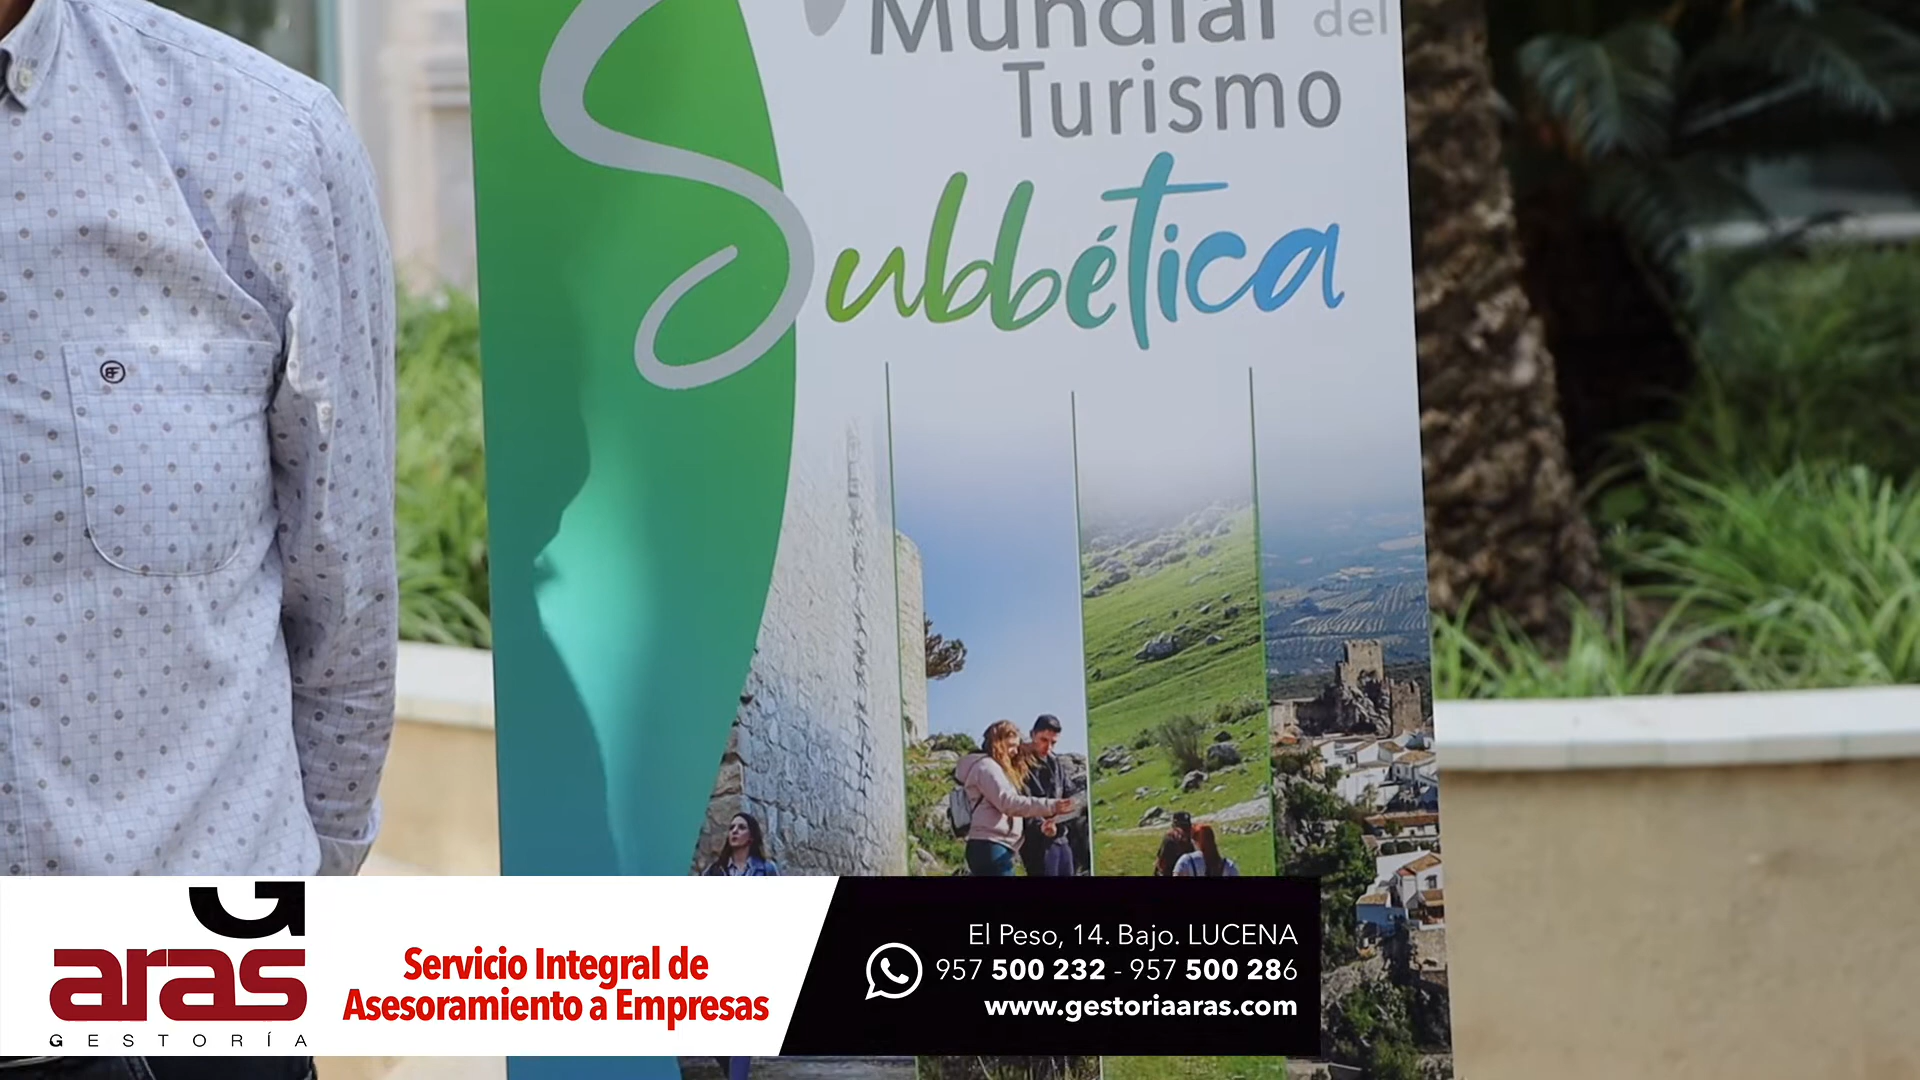 Mundial del
Turismo
Subbética
BF
G
aras
GESTORÍA
Servicio Integral de
Asesoramiento a Empresas
El Peso, 14. Bajo. LUCENA
957 500 232 - 957 500 286
www.gestoriaaras.com